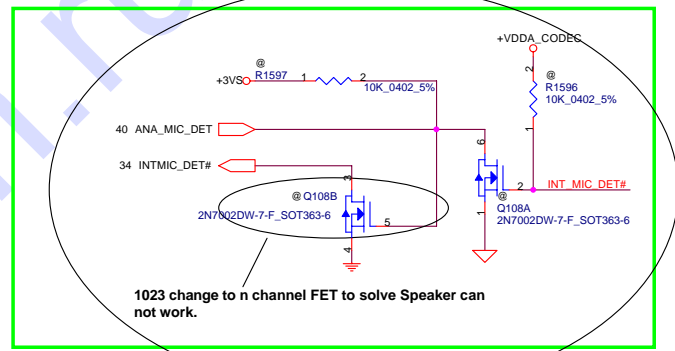 +VDDA_CODEC
@
R1597
+3VS
1
2
10K_0402_5%
2
@
R1596
10K_0402_5%
1
40 ANA_MIC_DET
6
34 INTMIC_DET#
3
2
INT_MIC_DET#
@ Q108B
2N7002DW-7-F_SOT363-6
5
1
@
Q108A
2N7002DW-7-F_SOT363-6
4
1023 change to n channel FET to solve Speaker can
not work.